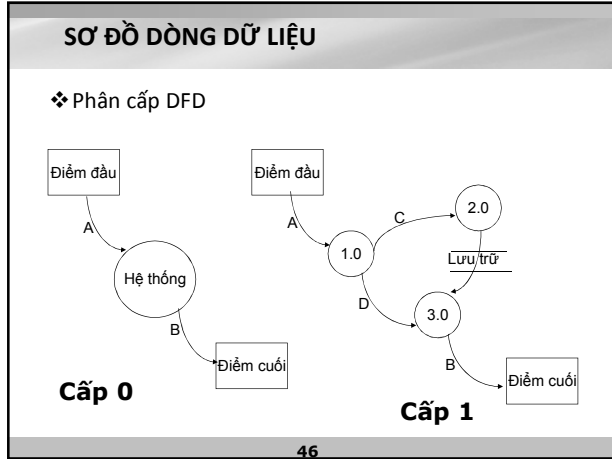 SƠ ĐỒ DÒNG DỮ LIỆU
❖Phân cấp DFD
Điểm đầu
A
Hệ thống
B
Điểm cuối
Cấp 0
Điểm đầu
A
1.0
C
2.0
Lưu trữ
D
3.0
B
Điểm cuối
Cấp 1
46